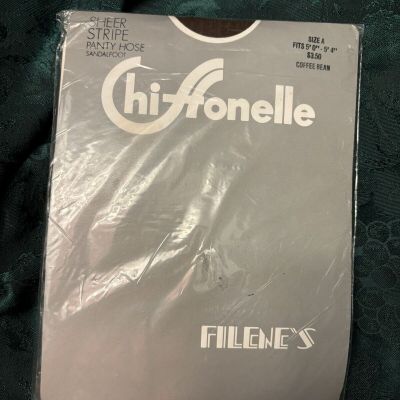 SHEER
STRIPE
PANTY HOSE
SANDALFOOT
SIZE A
FITS 5' 0" - 5' 4"
$3.50
COFFEE BEAN
Chiffonelle
FILENE'S